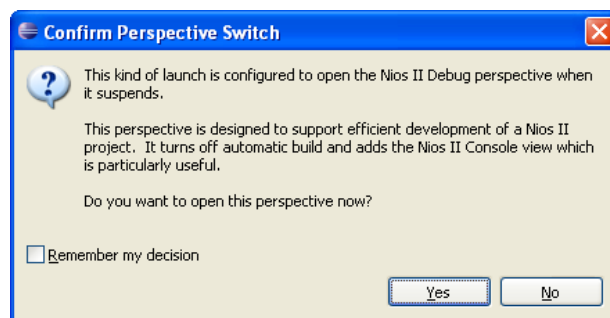 Confirm Perspective Switch
This kind of launch is configured to open the Nios II Debug perspective when
it suspends.
This perspective is designed to support efficient development of a Nios II
project. It turns off automatic build and adds the Nios II Console view which
is particularly useful.
Do you want to open this perspective now?
Remember my decision
Yes No